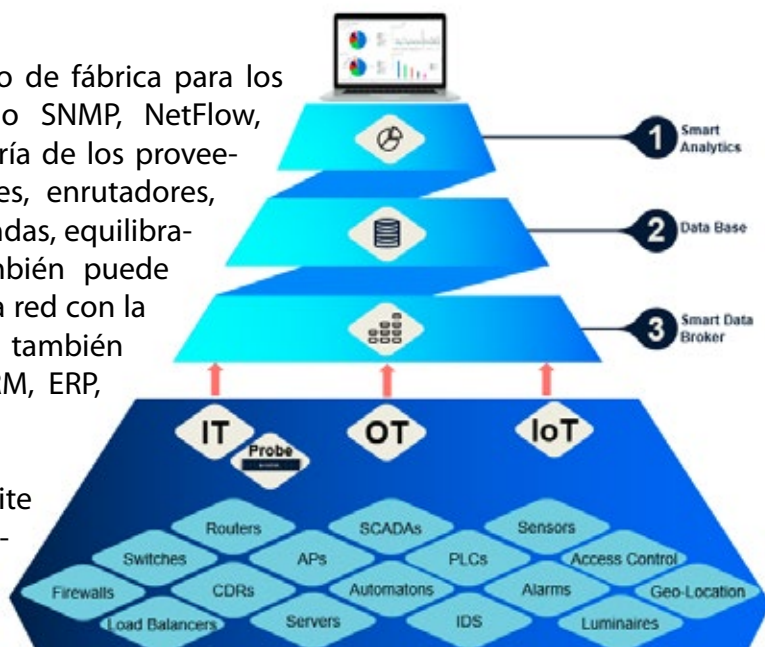 o de fábrica para los
o SNMP, NetFlow,
ría de los provee-
es, enrutadores,
adas, equilibra-
mbién puede
a red con la
también
RM, ERP,
ite
1 Smart
Analytics
2 Data Base
3 Smart Data
Broker
IT
Probe
OT
IoT
Routers
SCADAs
Sensors
Switches
APs
PLCs
Access Control
Firewalls
CDRs
Automatons
Alarms
Geo-Location
Load Balancers
Servers
IDS
Luminaires